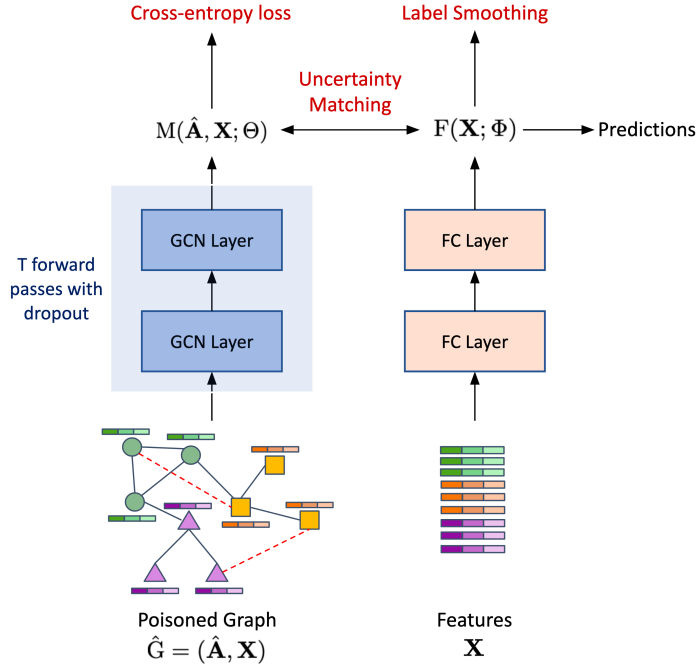 Cross-entropy loss
Label Smoothing
Uncertainty
Matching
M(Â, X; Θ)
F(X; Φ)
Predictions
GCN Layer
FC Layer
T forward
passes with
dropout
GCN Layer
FC Layer
Poisoned Graph
Features
Ĝ = (Â, X)
X